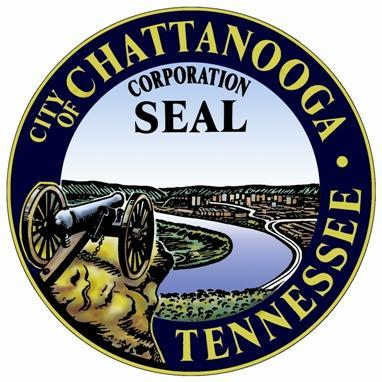 CITY OF CHATTANOOGA • TENNESSEE
CORPORATION
SEAL